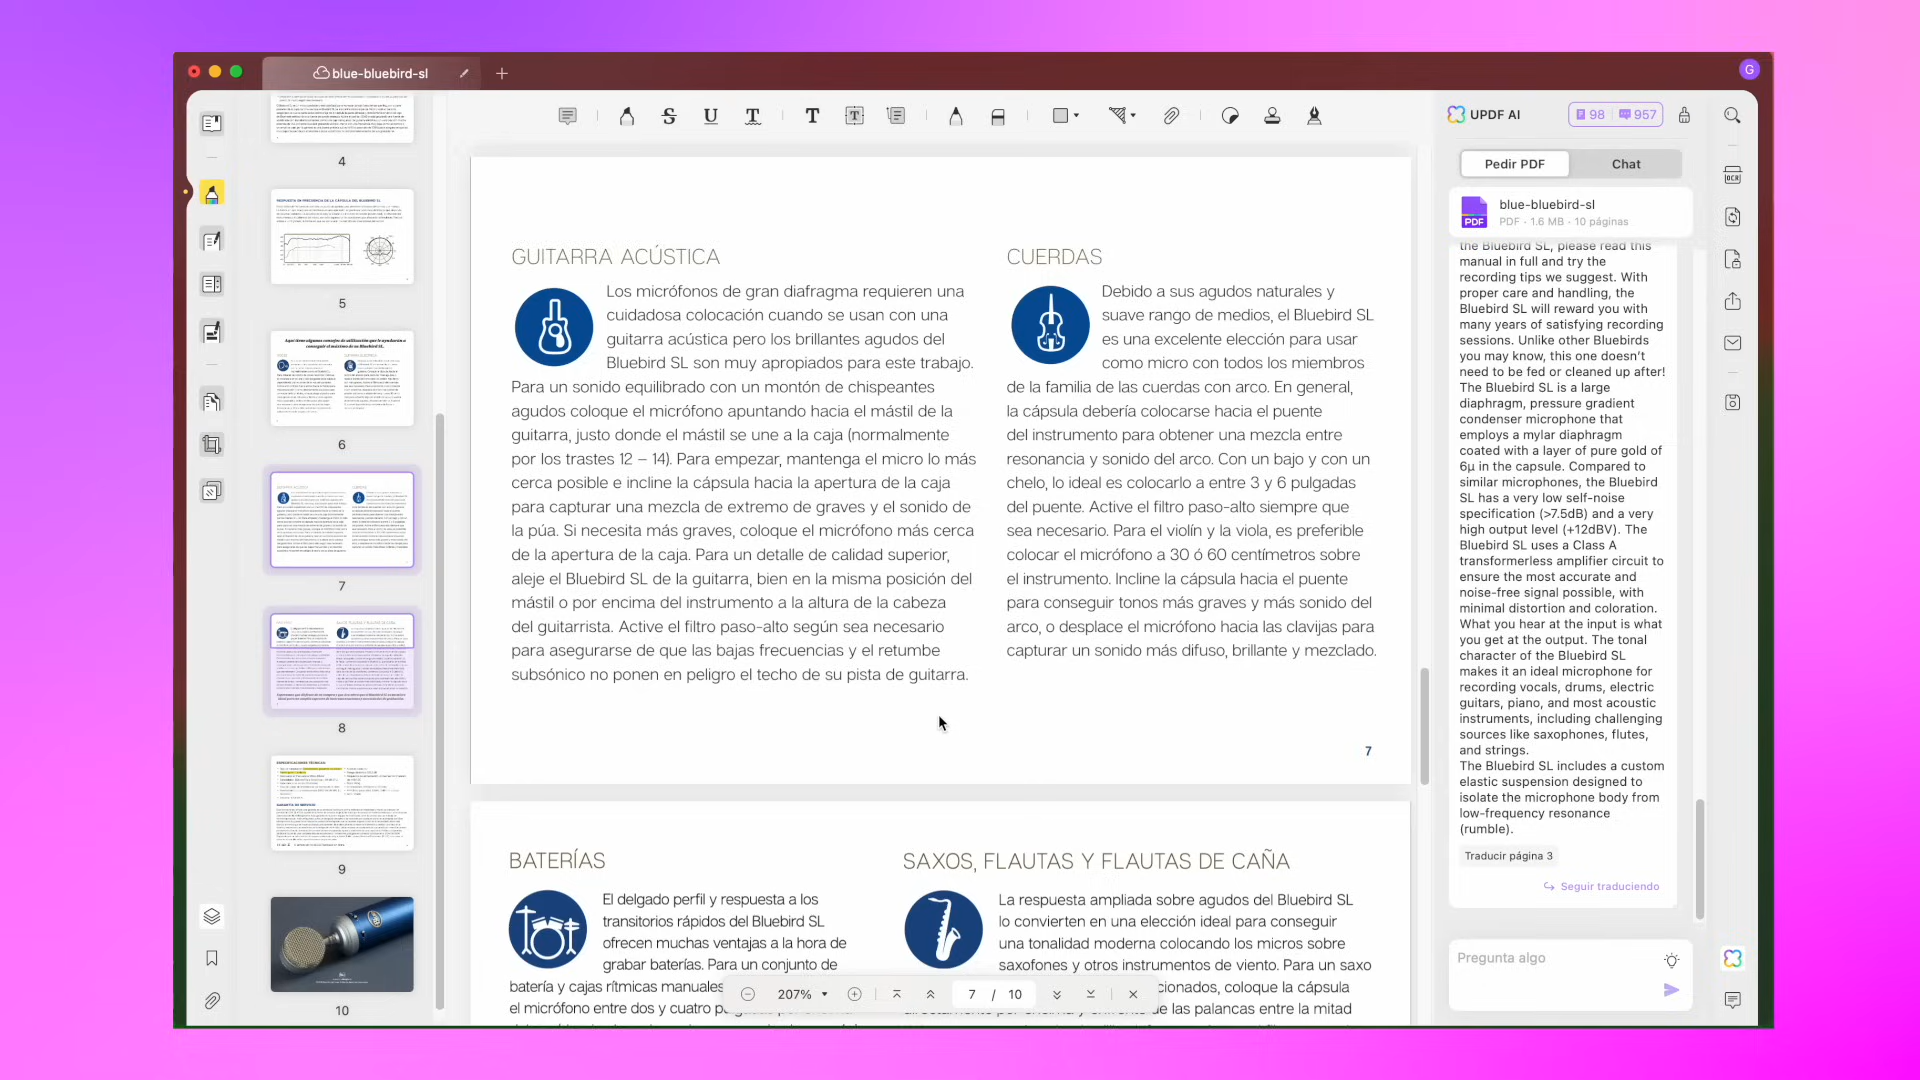 blue-bluebird-sl
G
4
5
6
7
8
9
10
GUITARRA ACÚSTICA
Los micrófonos de gran diafragma requieren una
cuidadosa colocación cuando se usan con una
guitarra acústica pero los brillantes agudos del
Bluebird SL son muy apropiados para este trabajo.
Para un sonido equilibrado con un montón de chispeantes
agudos coloque el micrófono apuntando hacia el mástil de la
guitarra, justo donde el mástil se une a la caja (normalmente
por los trastes 12 – 14). Para empezar, mantenga el micro lo más
cerca posible e incline la cápsula hacia la apertura de la caja
para capturar una mezcla de extremo de graves y el sonido de
la púa. Si necesita más graves, coloque el micrófono más cerca
de la apertura de la caja. Para un detalle de calidad superior,
aleje el Bluebird SL de la guitarra, bien en la misma posición del
mástil o por encima del instrumento a la altura de la cabeza
del guitarrista. Active el filtro paso-alto según sea necesario
para asegurarse de que las bajas frecuencias y el retumbe
subsónico no ponen en peligro el techo de su pista de guitarra.
CUERDAS
Debido a sus agudos naturales y
suave rango de medios, el Bluebird SL
es una excelente elección para usar
como micro con todos los miembros
de la familia de las cuerdas con arco. En general,
la cápsula debería colocarse hacia el puente
del instrumento para obtener una mezcla entre
resonancia y sonido del arco. Con un bajo y con un
chelo, lo ideal es colocarlo a entre 3 y 6 pulgadas
del puente. Active el filtro paso-alto siempre que
sea necesario. Para el violín y la viola, es preferible
colocar el micrófono a 30 ó 60 centímetros sobre
el instrumento. Incline la cápsula hacia el puente
para conseguir tonos más graves y más sonido del
arco, o desplace el micrófono hacia las clavijas para
capturar un sonido más difuso, brillante y mezclado.
7
BATERÍAS
El delgado perfil y respuesta a los
transitorios rápidos del Bluebird SL
ofrecen muchas ventajas a la hora de
grabar baterías. Para un conjunto de
batería y cajas rítmicas manuales
el micrófono entre dos y cuatro
SAXOS, FLAUTAS Y FLAUTAS DE CAÑA
La respuesta ampliada sobre agudos del Bluebird SL
lo convierten en una elección ideal para conseguir
una tonalidad moderna colocando los micros sobre
saxofones y otros instrumentos de viento. Para un saxo
cionados, coloque la cápsula
de las palancas entre la mitad
207%
7 / 10
UPDF AI
98
957
Pedir PDF
Chat
blue-bluebird-sl
PDF
PDF - 1.6 MB - 10 páginas
the Bluebird SL, please read this
manual in full and try the
recording tips we suggest. With
proper care and handling, the
Bluebird SL will reward you with
many years of satisfying recording
sessions. Unlike other Bluebirds
you may know, this one doesn't
need to be fed or cleaned up after!
The Bluebird SL is a large
diaphragm, pressure gradient
condenser microphone that
employs a mylar diaphragm
coated with a layer of pure gold of
6µ in the capsule. Compared to
similar microphones, the Bluebird
SL has a very low self-noise
specification (>7.5dB) and a very
high output level (+12dBV). The
Bluebird SL uses a Class A
transformerless amplifier circuit to
ensure the most accurate and
noise-free signal possible, with
minimal distortion and coloration.
What you hear at the input is what
you get at the output. The tonal
character of the Bluebird SL
makes it an ideal microphone for
recording vocals, drums, electric
guitars, piano, and most acoustic
instruments, including challenging
sources like saxophones, flutes,
and strings.
The Bluebird SL includes a custom
elastic suspension designed to
isolate the microphone body from
low-frequency resonance
(rumble).
Traducir página 3
Seguir traduciendo
Pregunta algo
OCR